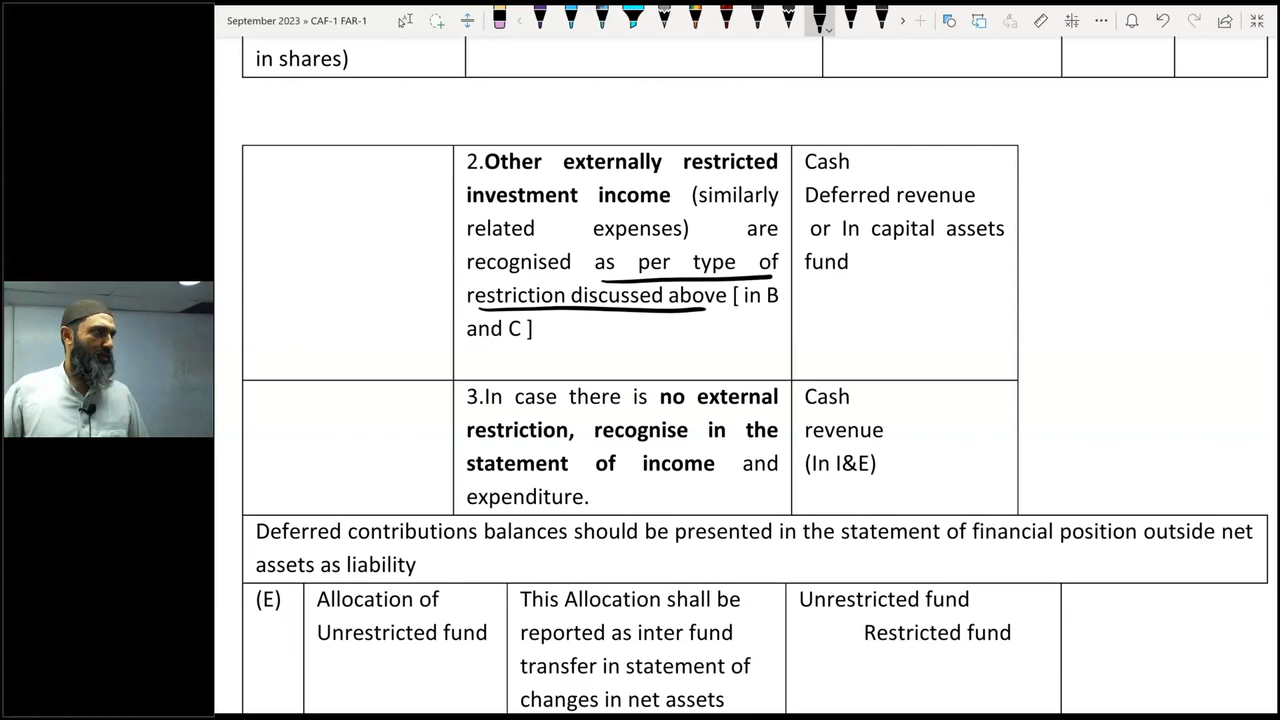 September 2023 » CAF-1 FAR-1
in shares)
2.Other externally restricted
investment income (similarly
related expenses) are
recognised as per type of
restriction discussed above [ in B
and C ]
Cash
Deferred revenue
or In capital assets
fund
3.In case there is no external
restriction, recognise in the
statement of income and
expenditure.
Cash
revenue
(In I&E)
Deferred contributions balances should be presented in the statement of financial position outside net
assets as liability
(E)
Allocation of
Unrestricted fund
This Allocation shall be
reported as inter fund
transfer in statement of
changes in net assets
Unrestricted fund
Restricted fund